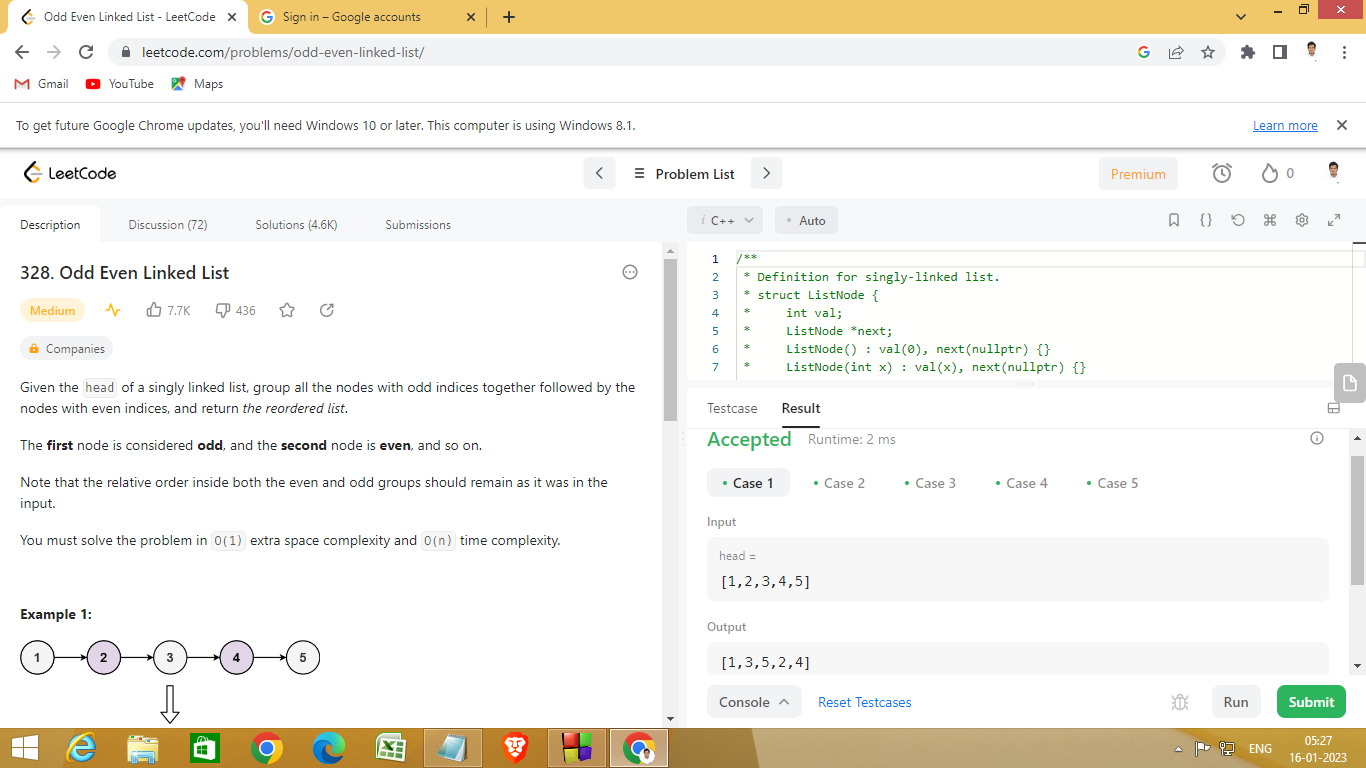 Odd Even Linked List - LeetCode
Sign in – Google accounts
leetcode.com/problems/odd-even-linked-list/
Gmail
YouTube
Maps
To get future Google Chrome updates, you'll need Windows 10 or later. This computer is using Windows 8.1.
Learn more
LeetCode
Problem List
Premium
0
Description
Discussion (72)
Solutions (4.6K)
Submissions
328. Odd Even Linked List
Medium
7.7K
436
Companies
Given the head of a singly linked list, group all the nodes with odd indices together followed by the
nodes with even indices, and return the reordered list.
The first node is considered odd, and the second node is even, and so on.
Note that the relative order inside both the even and odd groups should remain as it was in the
input.
You must solve the problem in O(1) extra space complexity and O(n) time complexity.
Example 1:
1 2 3 4 5
i C++
• Auto
{}
1 /**
2 * Definition for singly-linked list.
3 * struct ListNode {
4 *     int val;
5 *     ListNode *next;
6 *     ListNode() : val(0), next(nullptr) {}
7 *     ListNode(int x) : val(x), next(nullptr) {}
Testcase
Result
Accepted
Runtime: 2 ms
• Case 1
• Case 2
• Case 3
• Case 4
• Case 5
Input
head =
[1,2,3,4,5]
Output
[1,3,5,2,4]
Console
Reset Testcases
Run
Submit
ENG
05:27
16-01-2023